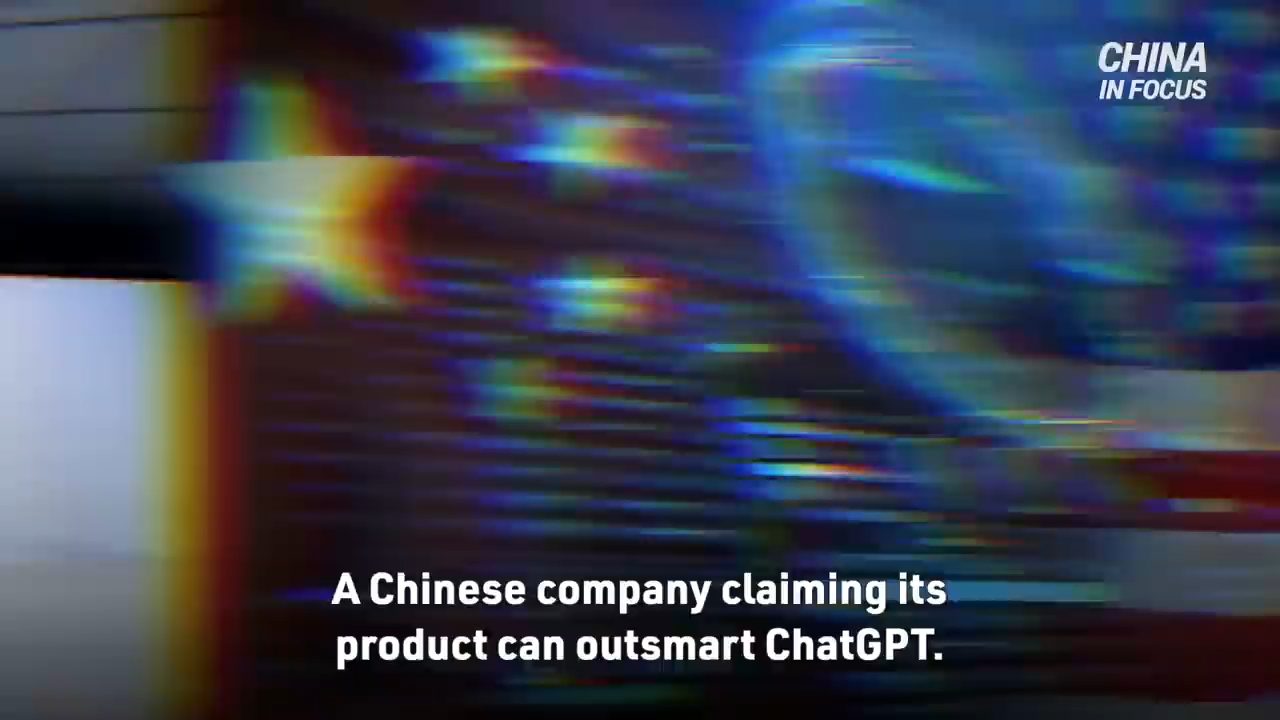 CHINA
IN FOCUS
A Chinese company claiming its
product can outsmart ChatGPT.